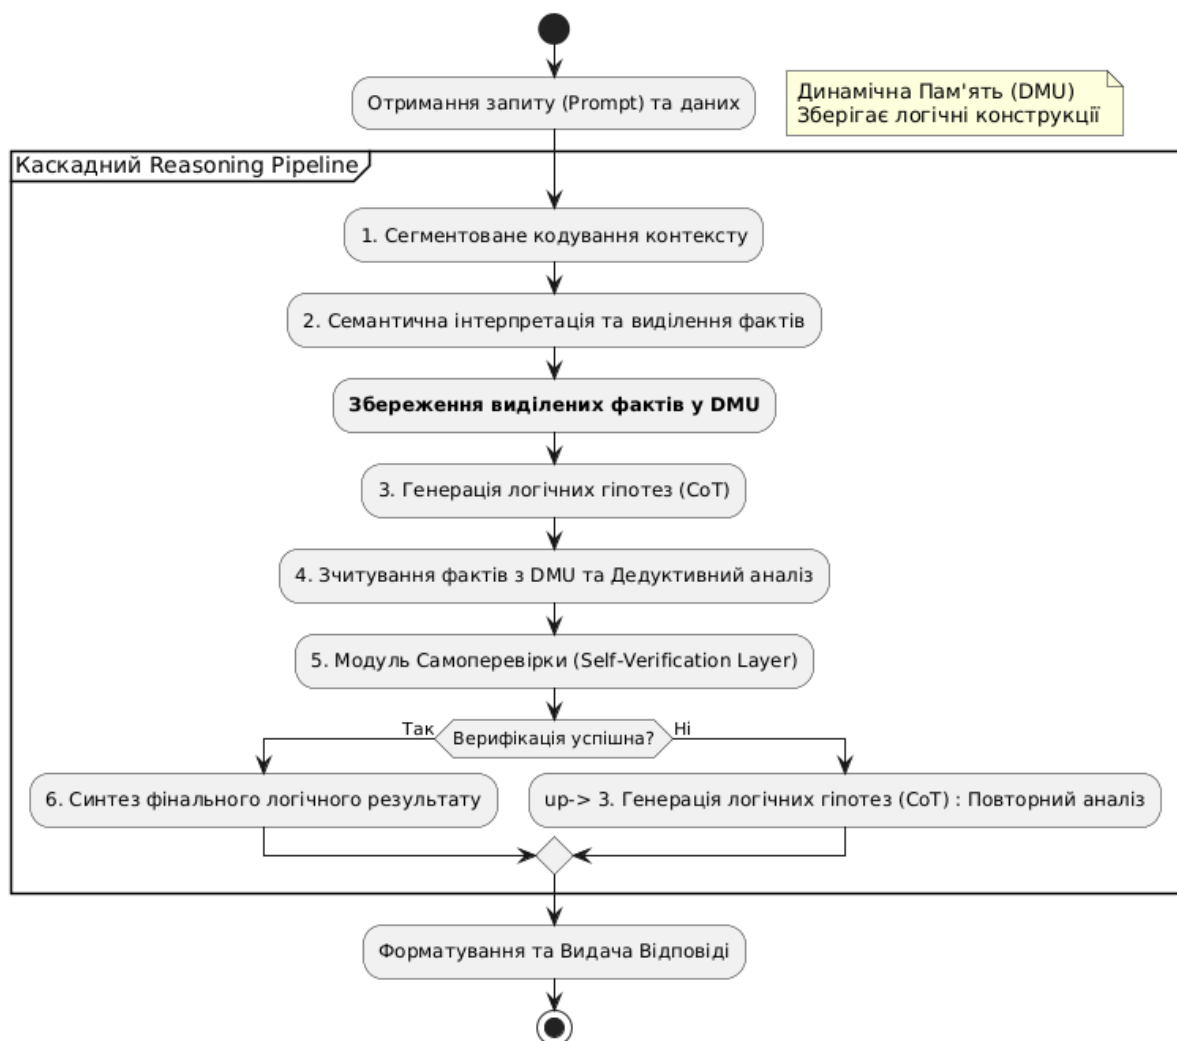 Отримання запиту (Prompt) та даних
Динамічна Пам'ять (DMU)
Зберігає логічні конструкції
Каскадний Reasoning Pipeline
1. Сегментоване кодування контексту
2. Семантична інтерпретація та виділення фактів
Збереження виділених фактів у DMU
3. Генерація логічних гіпотез (CoT)
4. Зчитування фактів з DMU та Дедуктивний аналіз
5. Модуль Самоперевірки (Self-Verification Layer)
Так
Верифікація успішна?
Ні
6. Синтез фінального логічного результату
up-> 3. Генерація логічних гіпотез (CoT) : Повторний аналіз
Форматування та Видача Відповіді